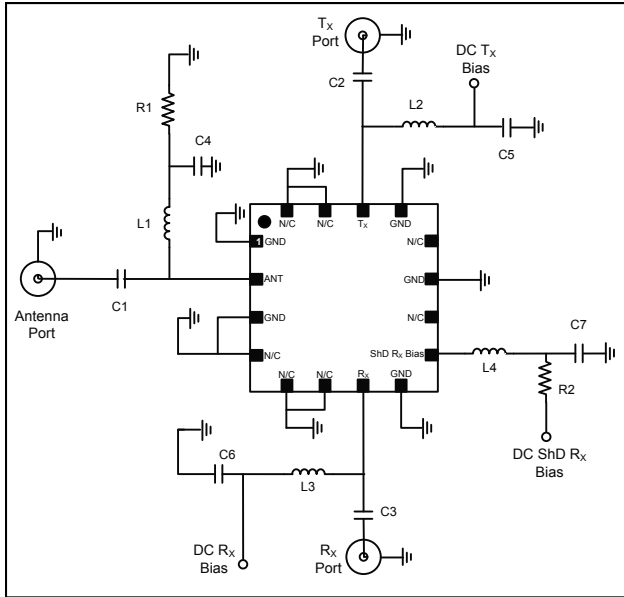 Tx
Port
DC Tx
Bias
C2
R1
L2
C4
C5
N/C
N/C
Tx
GND
L1
1
GND
N/C
ANT
GND
C1
Antenna
Port
GND
N/C
C7
N/C
ShD Rx Bias
N/C
N/C
Rx
GND
L4
R2
C6
L3
DC ShD Rx
Bias
C3
DC Rx
Bias
Rx
Port